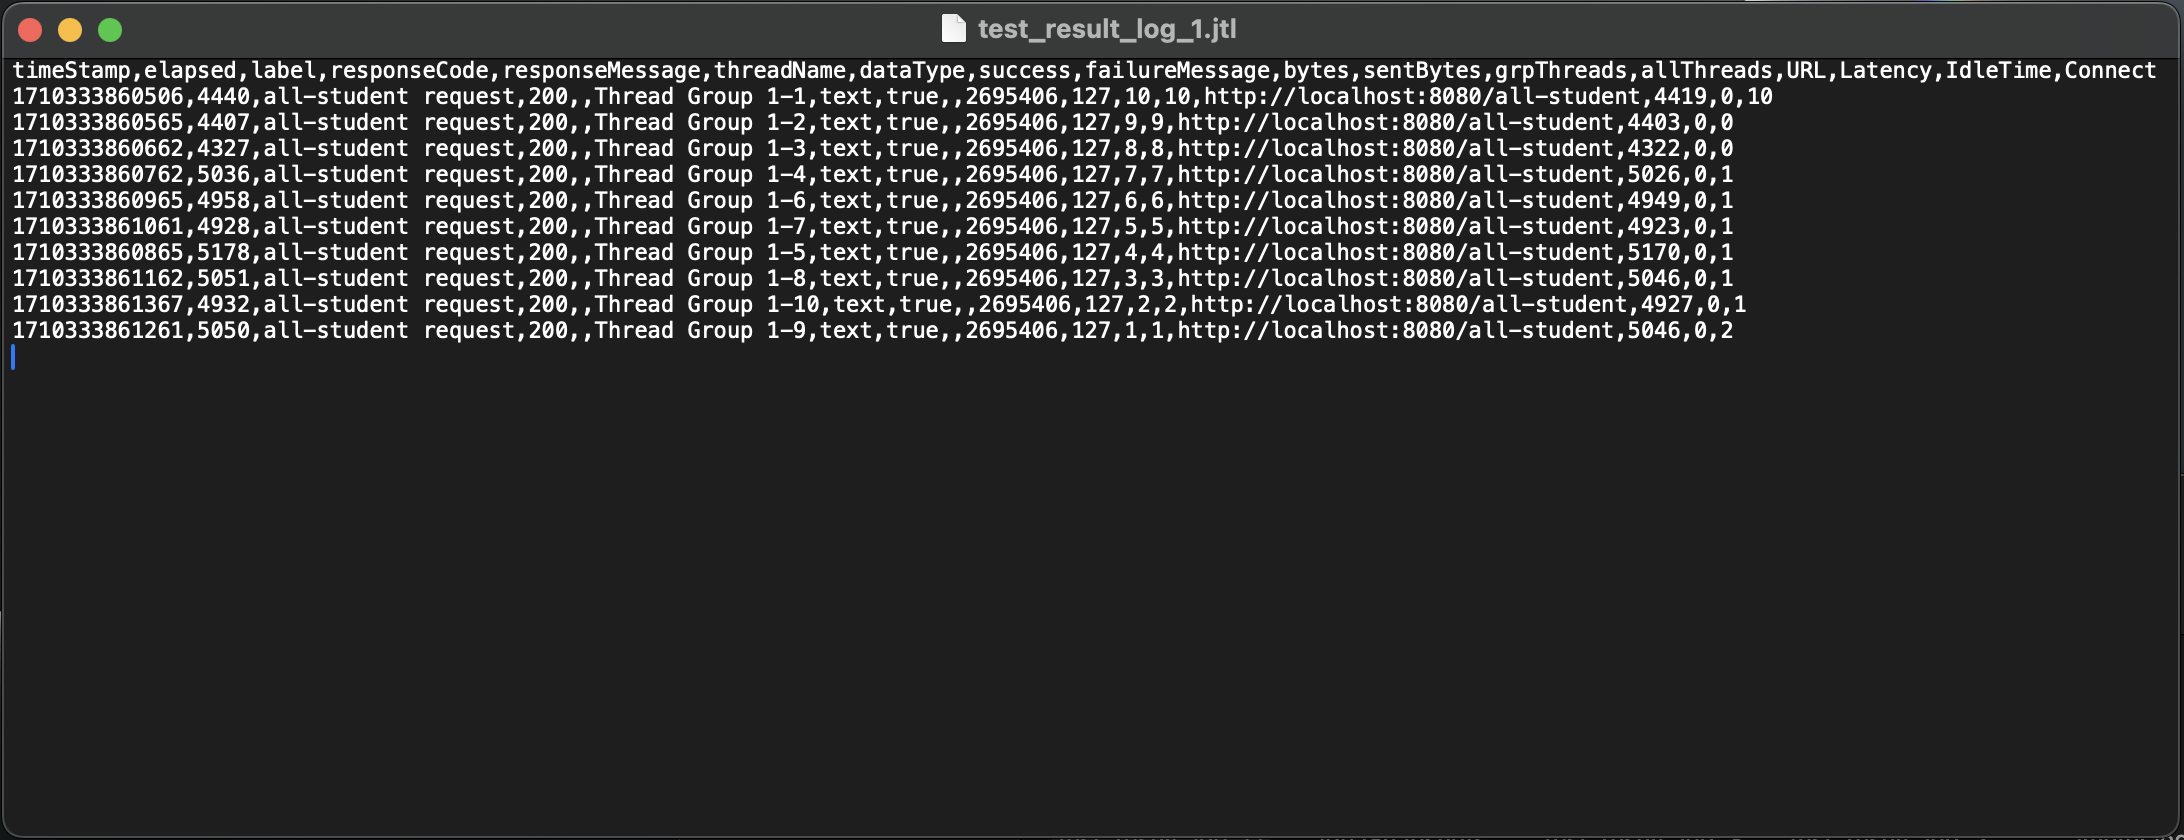 test_result_log_1.jtl
timeStamp,elapsed,label,responseCode,responseMessage,threadName,dataType,success,failureMessage,bytes,sentBytes,grpThreads,allThreads,URL,Latency,IdleTime,Connect
1710333860506,4440,all-student request,200,,Thread Group 1-1,text,true,,2695406,127,10,10,http://localhost:8080/all-student,4419,0,10
1710333860565,4407,all-student request,200,,Thread Group 1-2,text,true,,2695406,127,9,9,http://localhost:8080/all-student,4403,0,0
1710333860662,4327,all-student request,200,,Thread Group 1-3,text,true,,2695406,127,8,8,http://localhost:8080/all-student,4322,0,0
1710333860762,5036,all-student request,200,,Thread Group 1-4,text,true,,2695406,127,7,7,http://localhost:8080/all-student,5026,0,1
1710333860965,4958,all-student request,200,,Thread Group 1-6,text,true,,2695406,127,6,6,http://localhost:8080/all-student,4949,0,1
1710333861061,4928,all-student request,200,,Thread Group 1-7,text,true,,2695406,127,5,5,http://localhost:8080/all-student,4923,0,1
1710333860865,5178,all-student request,200,,Thread Group 1-5,text,true,,2695406,127,4,4,http://localhost:8080/all-student,5170,0,1
1710333861162,5051,all-student request,200,,Thread Group 1-8,text,true,,2695406,127,3,3,http://localhost:8080/all-student,5046,0,1
1710333861367,4932,all-student request,200,,Thread Group 1-10,text,true,,2695406,127,2,2,http://localhost:8080/all-student,4927,0,1
1710333861261,5050,all-student request,200,,Thread Group 1-9,text,true,,2695406,127,1,1,http://localhost:8080/all-student,5046,0,2